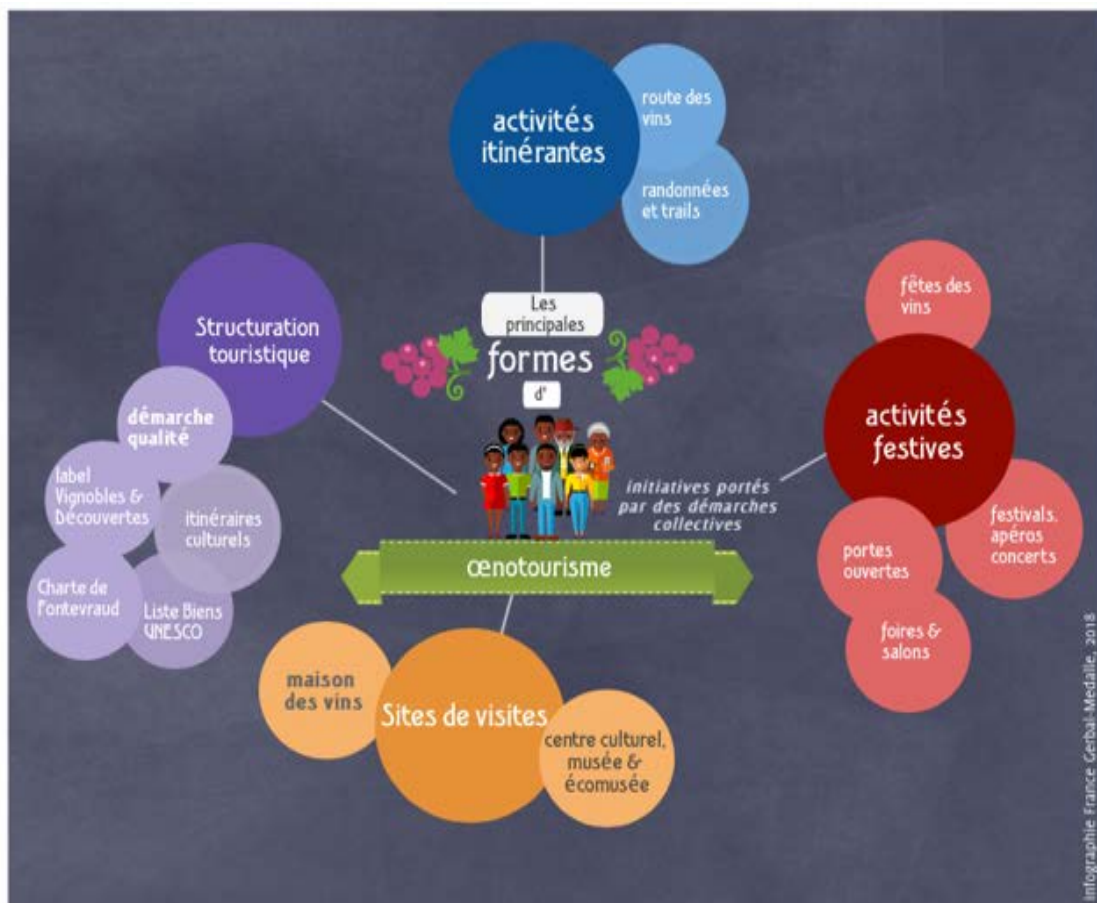 activités
itinérantes
route des
vins
randonnées
et trails
Les
principales
formes
d'
initiatives portés
par des démarches
collectives
œnotourisme
Structuration
touristique
démarche
qualité
label
Vignobles &
Découvertes
itinéraires
culturels
Charte de
Fontevraud
Liste Biens
UNESCO
fêtes des
vins
activités
festives
festivals,
apéros
concerts
portes
ouvertes
foires &
salons
maison
des vins
Sites de visites
centre culturel,
musée &
écomusée
Infographie France Gerbal-Medalle, 2018